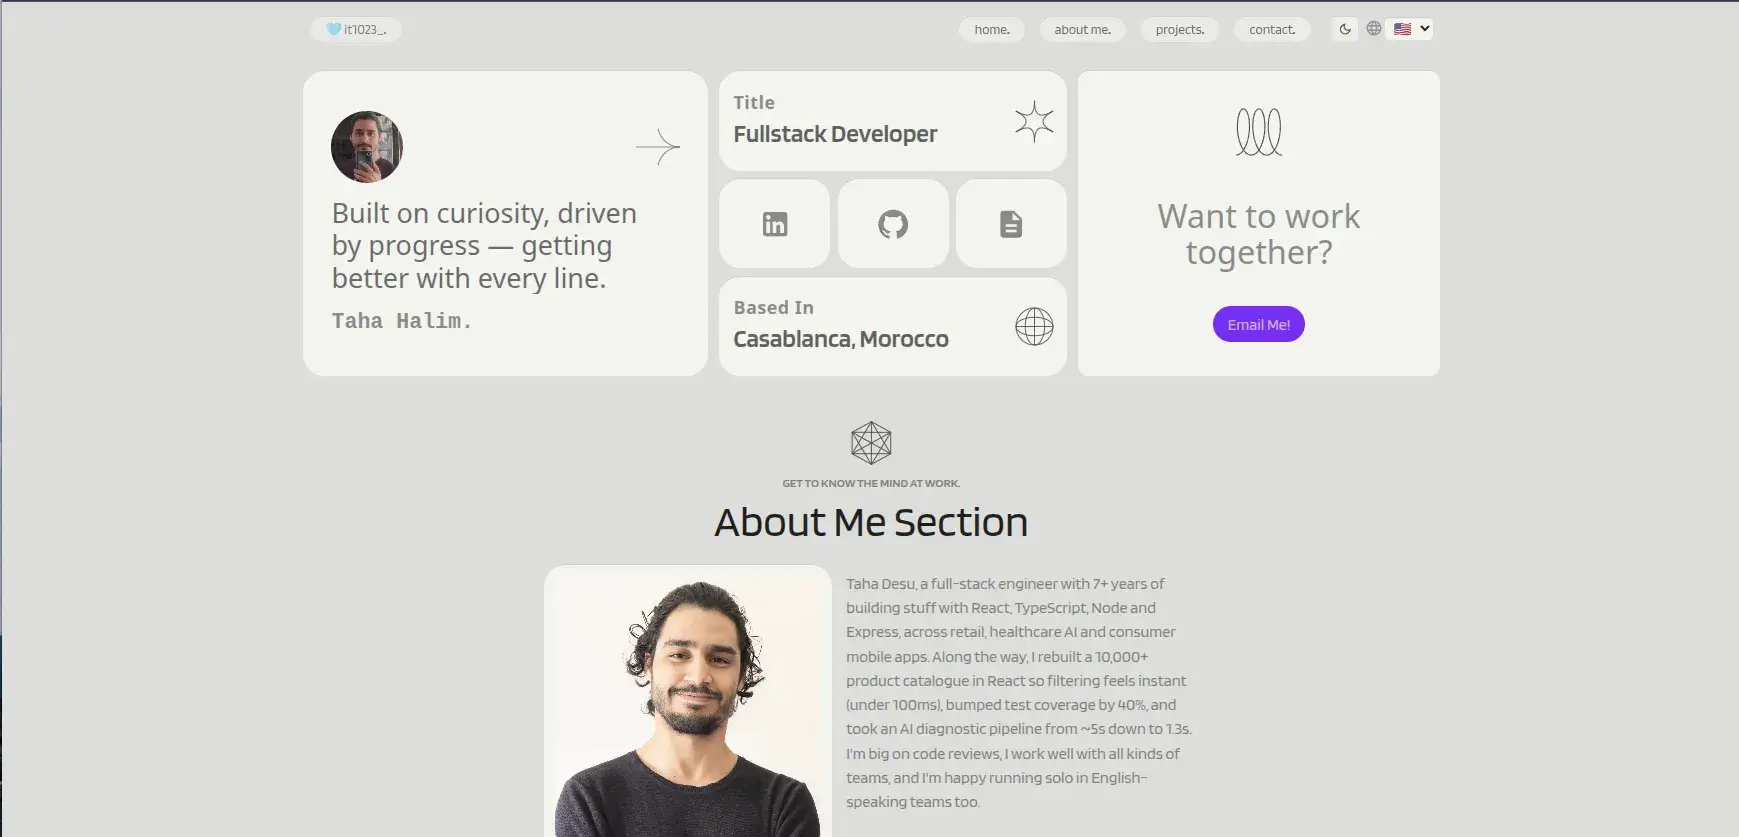 🩵 it1023_.
home.
about me.
projects.
contact.
Built on curiosity, driven
by progress — getting
better with every line.
Taha Halim.
Title
Fullstack Developer
Based In
Casablanca, Morocco
Want to work
together?
Email Me!
GET TO KNOW THE MIND AT WORK.
About Me Section
Taha Desu, a full-stack engineer with 7+ years of
building stuff with React, TypeScript, Node and
Express, across retail, healthcare AI and consumer
mobile apps. Along the way, I rebuilt a 10,000+
product catalogue in React so filtering feels instant
(under 100ms), bumped test coverage by 40%, and
took an AI diagnostic pipeline from ~5s down to 1.3s.
I'm big on code reviews, I work well with all kinds of
teams, and I'm happy running solo in English-
speaking teams too.